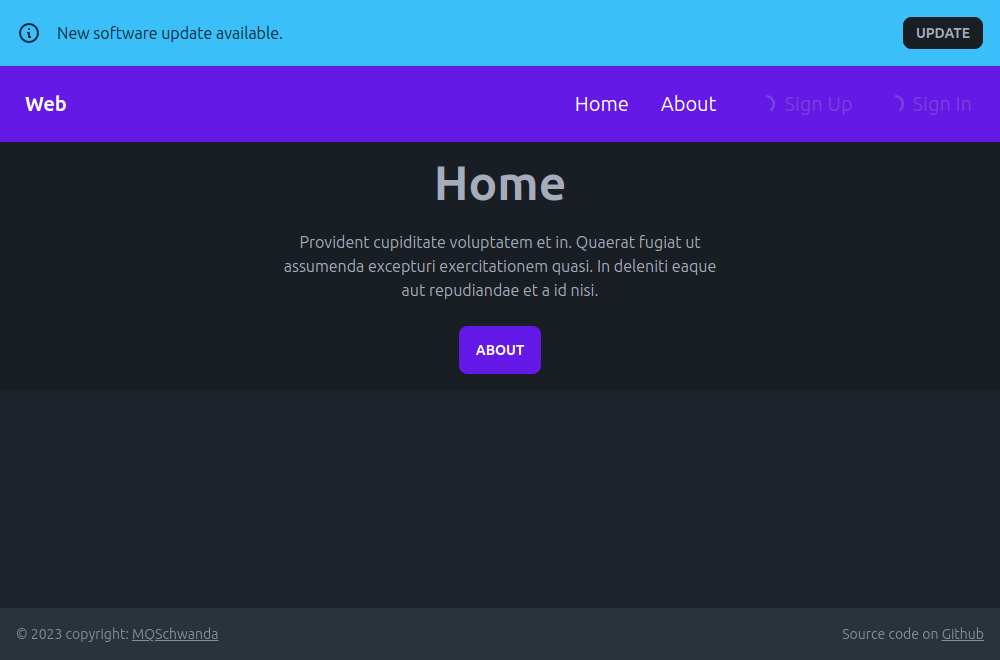 New software update available.
UPDATE
Web
Home
About
Sign Up
Sign In
Home
Provident cupiditate voluptatem et in. Quaerat fugiat ut
assumenda excepturi exercitationem quasi. In deleniti eaque
aut repudiandae et a id nisi.
ABOUT
© 2023 copyright: MQSchwanda
Source code on Github